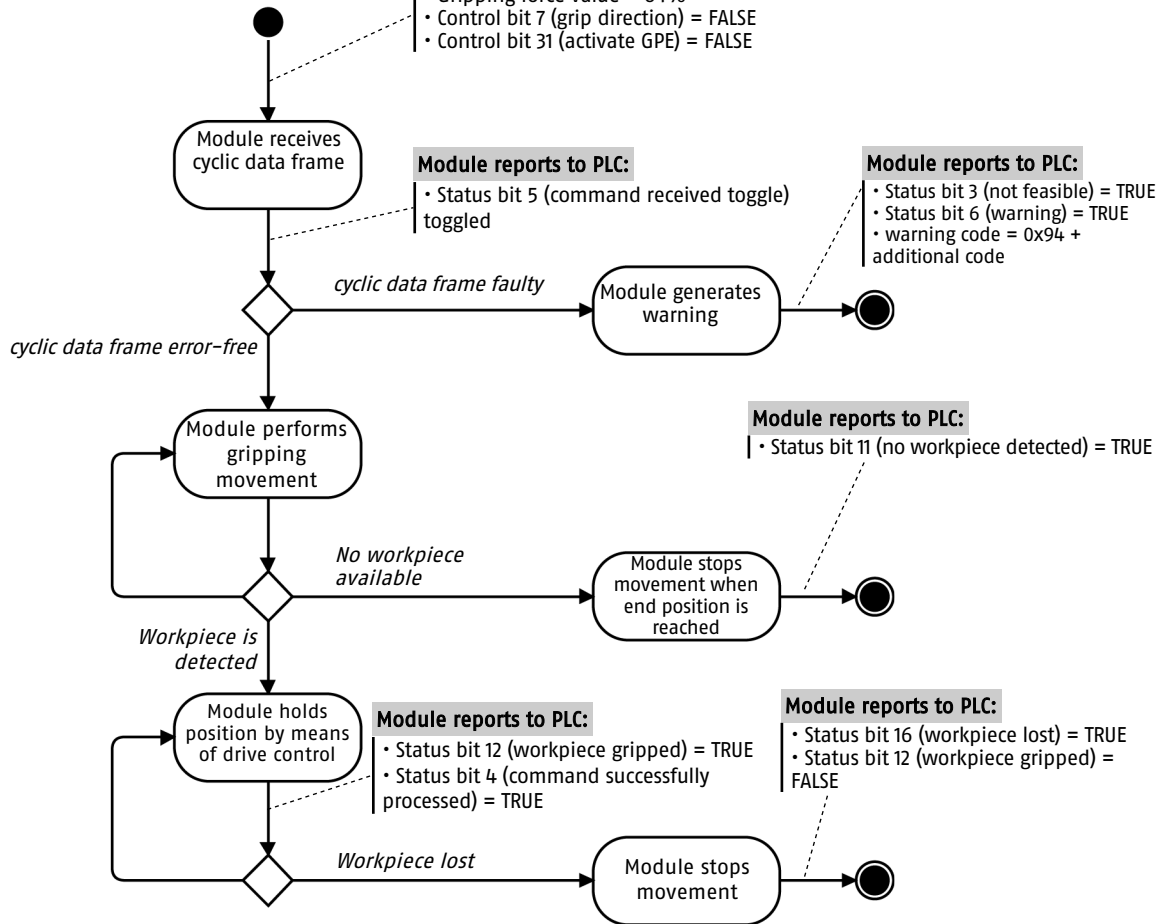 • Control bit 7 (grip direction) = FALSE
• Control bit 31 (activate GPE) = FALSE
Module receives
cyclic data frame
Module reports to PLC:
• Status bit 5 (command received toggle)
toggled
Module reports to PLC:
• Status bit 3 (not feasible) = TRUE
• Status bit 6 (warning) = TRUE
• warning code = 0x94 +
additional code
cyclic data frame faulty
Module generates
warning
cyclic data frame error-free
Module performs
gripping
movement
Module reports to PLC:
• Status bit 11 (no workpiece detected) = TRUE
No workpiece
available
Module stops
movement when
end position is
reached
Workpiece is
detected
Module holds
position by means
of drive control
Module reports to PLC:
• Status bit 12 (workpiece gripped) = TRUE
• Status bit 4 (command successfully
processed) = TRUE
Module reports to PLC:
• Status bit 16 (workpiece lost) = TRUE
• Status bit 12 (workpiece gripped) =
FALSE
Workpiece lost
Module stops
movement